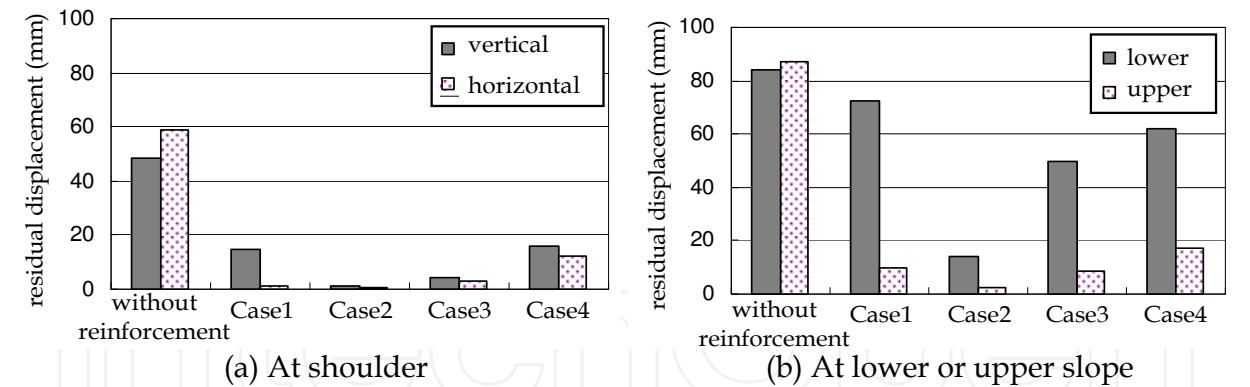 residual displacement (mm)
100
80
60
40
20
0
vertical
horizontal
without
reinforcement
Case1
Case2
Case3
Case4
(a) At shoulder
residual displacement (mm)
100
80
60
40
20
0
lower
upper
without
reinforcement
Case1
Case2
Case3
Case4
(b) At lower or upper slope